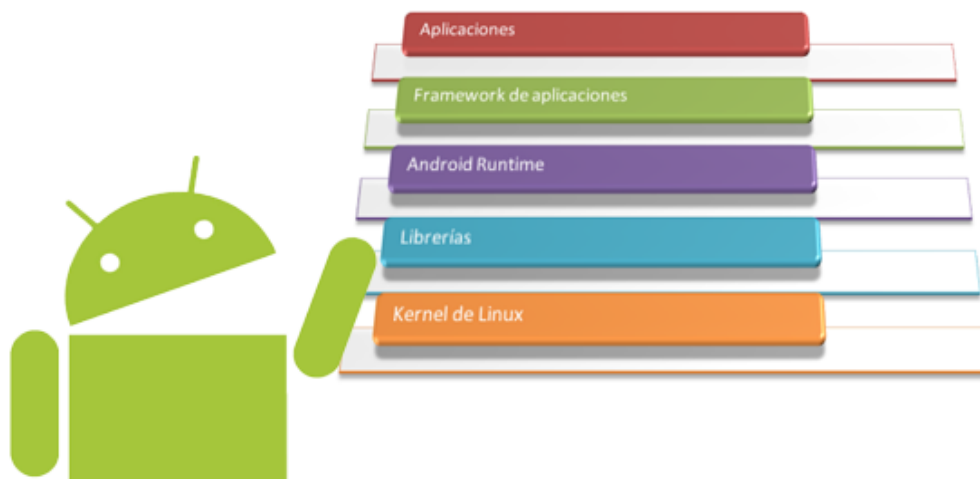 Aplicaciones
Framework de aplicaciones
Android Runtime
Librerías
Kernel de Linux